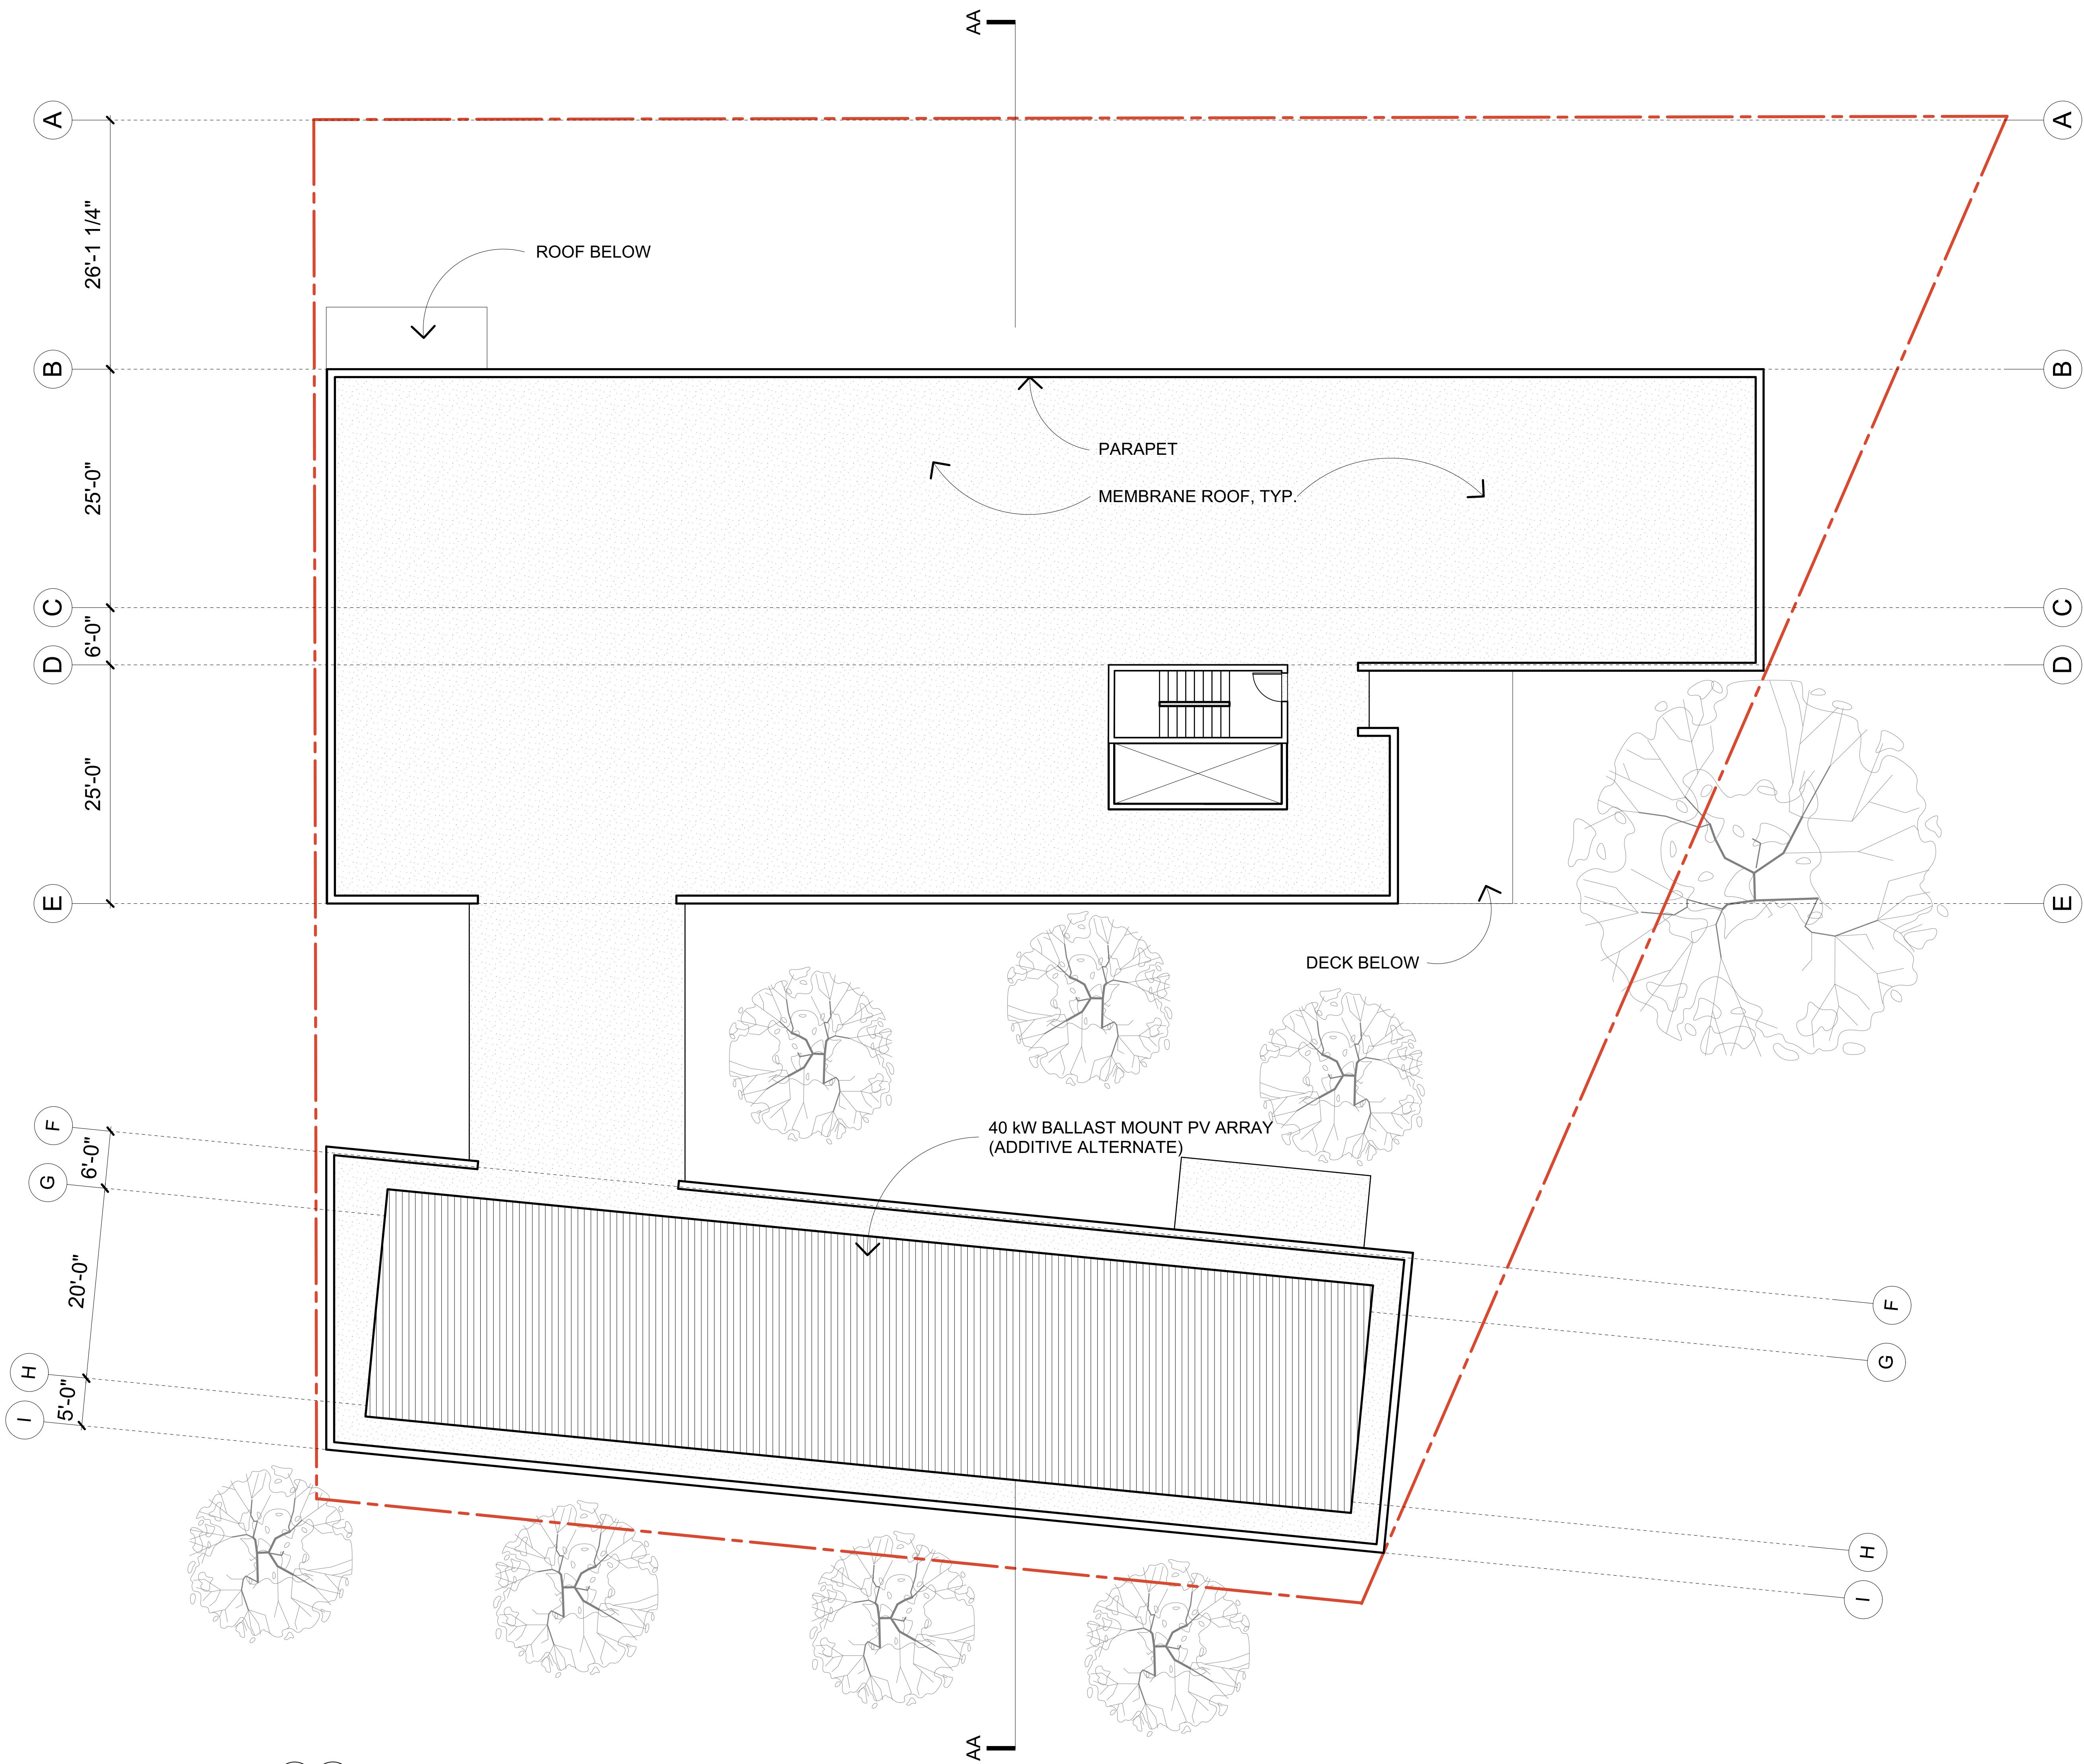 AA
A
A
26'-1 1/4"
ROOF BELOW
B
B
25'-0"
PARAPET
MEMBRANE ROOF, TYP.
C
C
6'-0"
D
D
25'-0"
E
E
DECK BELOW
F
6'-0"
40 kW BALLAST MOUNT PV ARRAY
(ADDITIVE ALTERNATE)
G
20'-0"
F
G
H
5'-0"
I
H
I
AA